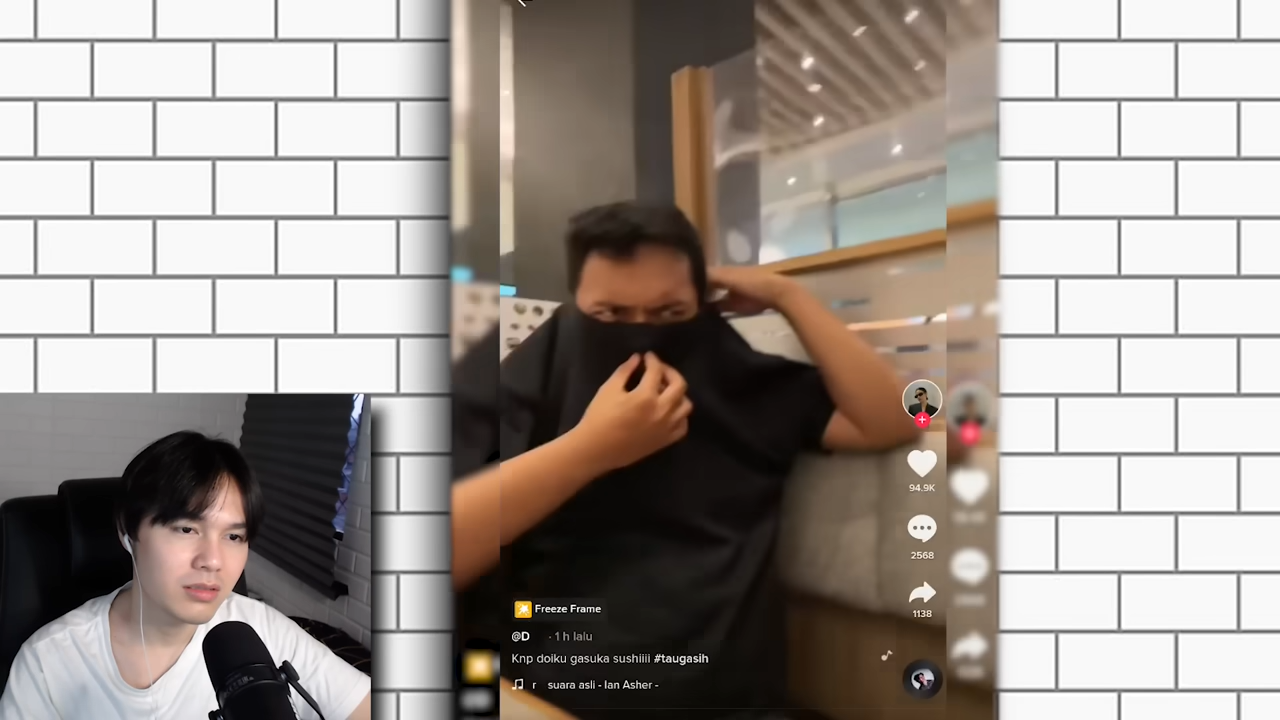 94.9K
2568
1138
Freeze Frame
@D · 1 h lalu
Knp doiku gasuka sushiiii #taugasih
r suara asli - Ian Asher -